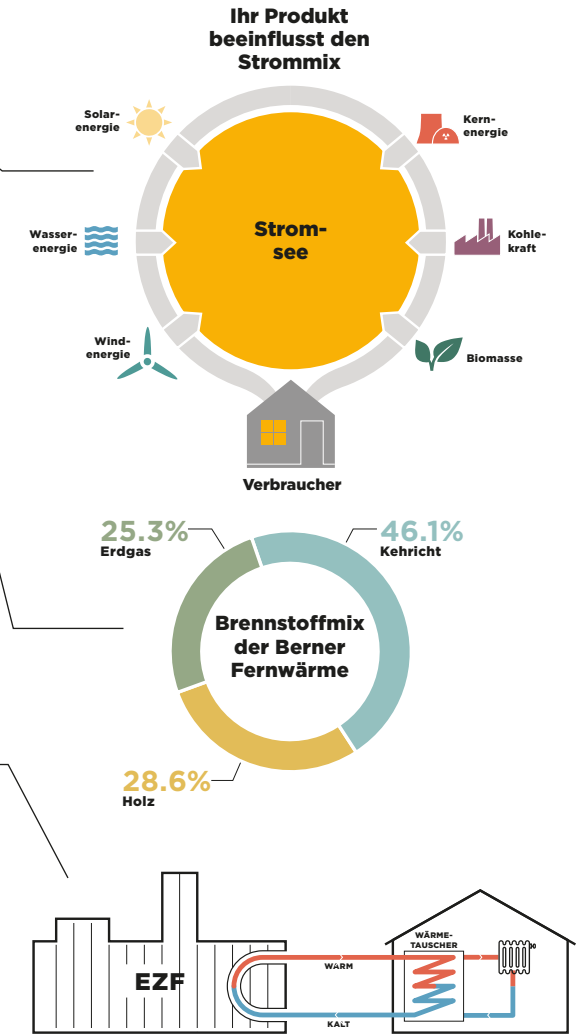 Ihr Produkt
beeinflusst den
Strommix
Solar-
energie
Kern-
energie
Wasser-
energie
Strom-
see
Kohle-
kraft
Wind-
energie
Biomasse
Verbraucher
25.3%
Erdgas
46.1%
Kehricht
Brennstoffmix
der Berner
Fernwärme
28.6%
Holz
EZF
WARM
KALT
WÄRME-
TAUSCHER